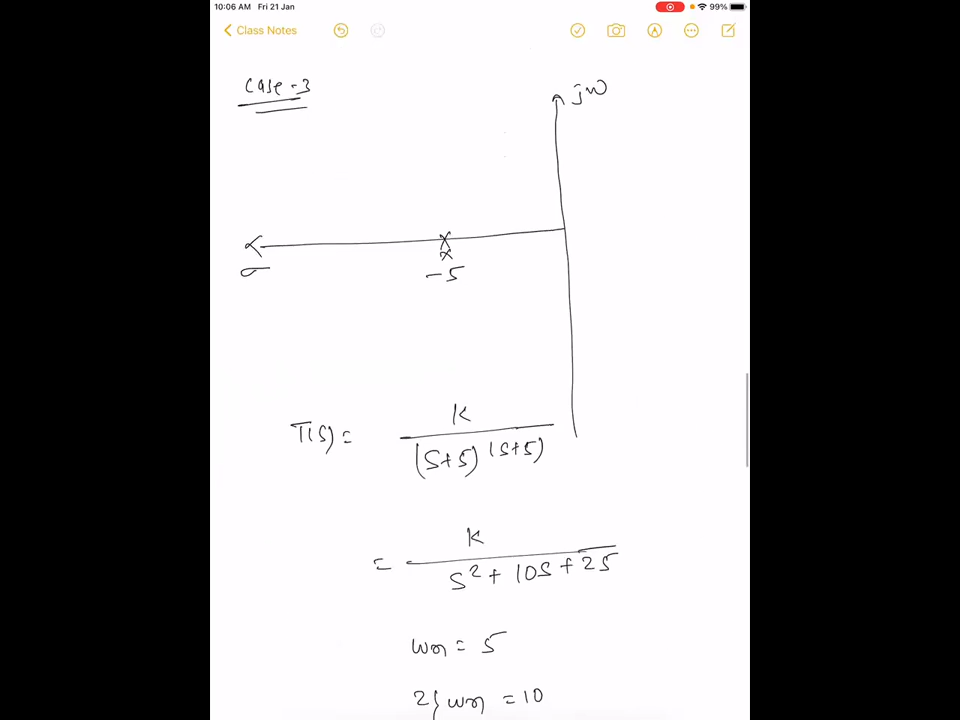 10:06 AM Fri 21 Jan 99%
Class Notes
Case-3
jω
σ
-5
T(s) = K
(s+5) (s+5)
= K
s² + 10s + 25
ωn = 5
2ξωn = 10